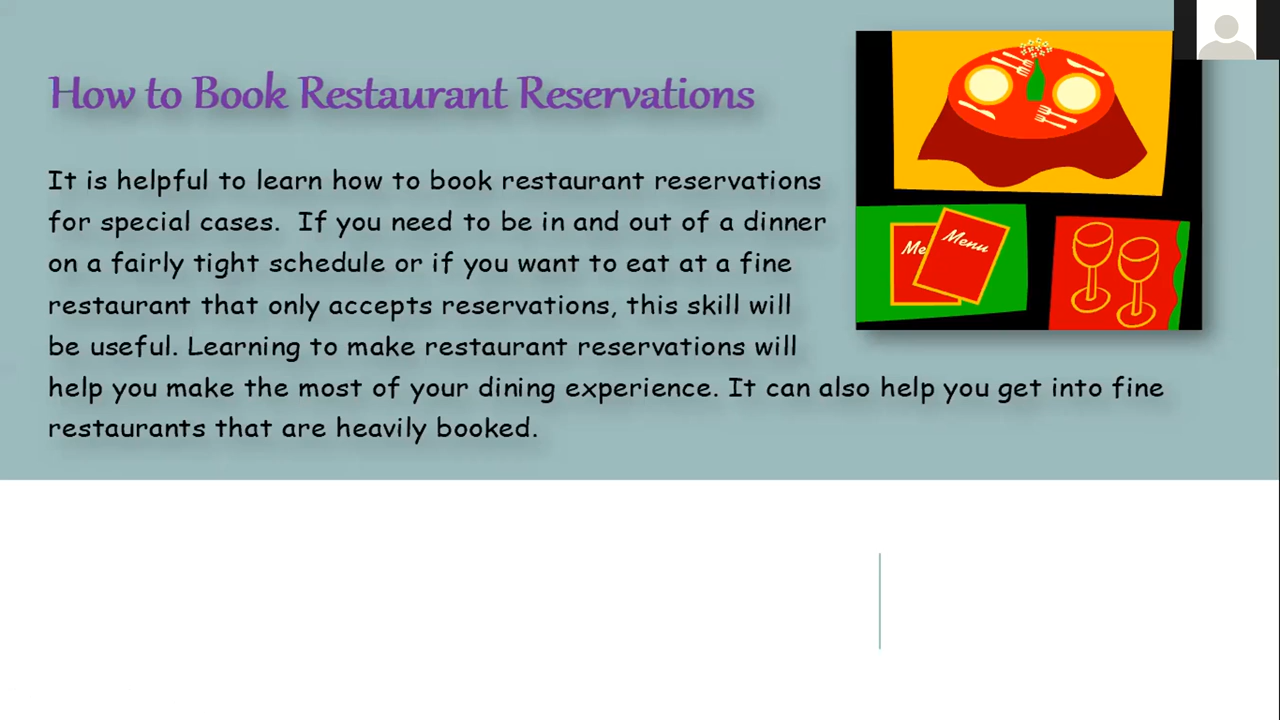 How to Book Restaurant Reservations
It is helpful to learn how to book restaurant reservations
for special cases.  If you need to be in and out of a dinner
on a fairly tight schedule or if you want to eat at a fine
restaurant that only accepts reservations, this skill will
be useful. Learning to make restaurant reservations will
help you make the most of your dining experience. It can also help you get into fine
restaurants that are heavily booked.
Me
Menu